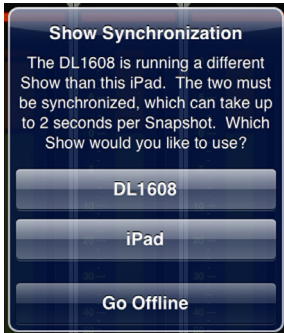 Show Synchronization
The DL1608 is running a different
Show than this iPad. The two must
be synchronized, which can take up
to 2 seconds per Snapshot. Which
Show would you like to use?
DL1608
iPad
Go Offline